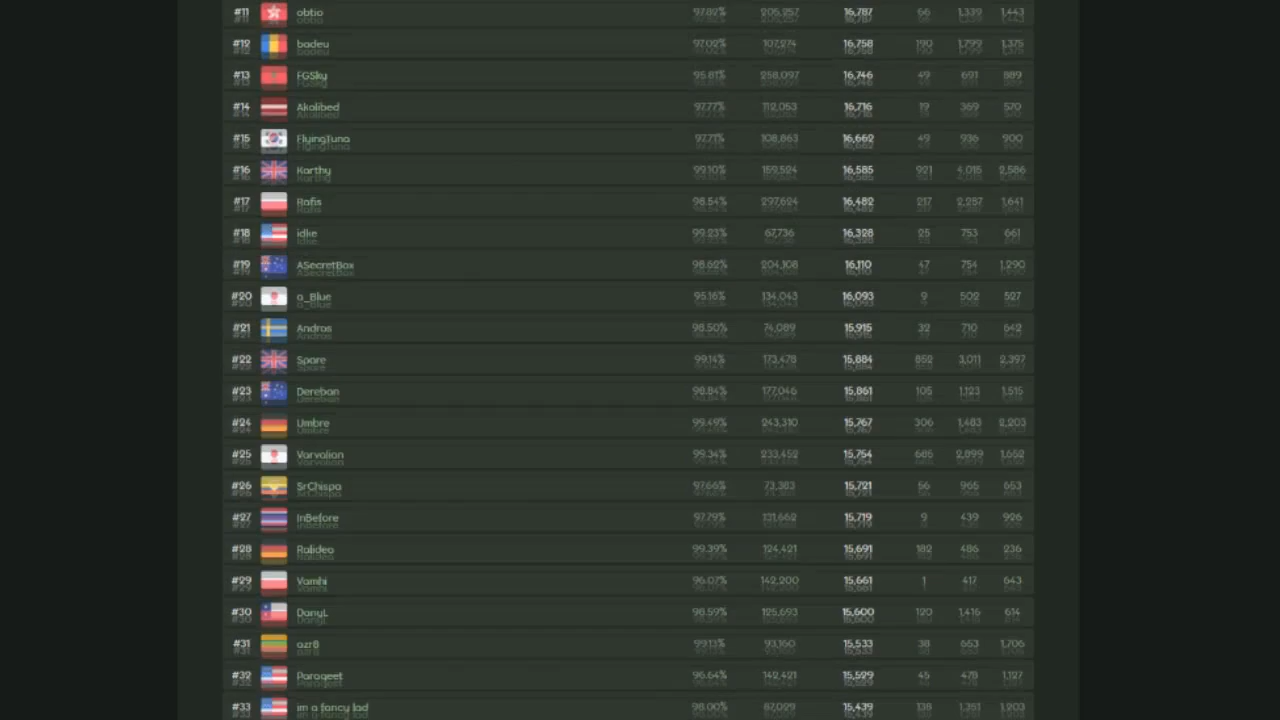 #11 obtio 97.82% 205,257 16,787 66 1,339 1,443
#12 badeu 97.02% 107,274 16,758 190 1,792 1,375
#13 FGSky 95.81% 258,097 16,746 49 691 889
#14 Akolibed 97.77% 112,053 16,716 19 369 570
#15 FlyingTuna 97.71% 108,863 16,662 49 936 900
#16 Karthy 99.10% 159,524 16,585 921 4,015 2,586
#17 Rafis 98.54% 297,624 16,482 217 2,287 1,641
#18 idke 99.23% 67,736 16,328 25 753 661
#19 ASecretBox 98.62% 204,108 16,110 47 754 1,290
#20 a_Blue 95.16% 134,043 16,093 9 502 527
#21 Andros 98.50% 74,089 15,915 32 710 642
#22 Spare 99.14% 173,478 15,884 852 3,011 2,397
#23 Dereban 98.84% 177,046 15,861 105 1,123 1,515
#24 Umbre 99.49% 243,310 15,767 306 1,483 2,203
#25 Varvalian 99.34% 233,452 15,754 685 2,899 1,652
#26 SrChispa 97.66% 73,383 15,721 56 965 653
#27 InBefore 97.79% 131,662 15,719 9 439 926
#28 Ralideo 99.39% 124,421 15,691 182 486 236
#29 Vamhi 96.07% 142,200 15,661 1 417 643
#30 DanyL 98.59% 125,693 15,600 120 1,416 614
#31 azr8 99.13% 93,160 15,533 38 653 1,706
#32 Paraqeet 96.64% 142,421 15,529 45 478 1,127
#33 im a fancy lad 98.00% 87,029 15,439 138 1,351 1,203